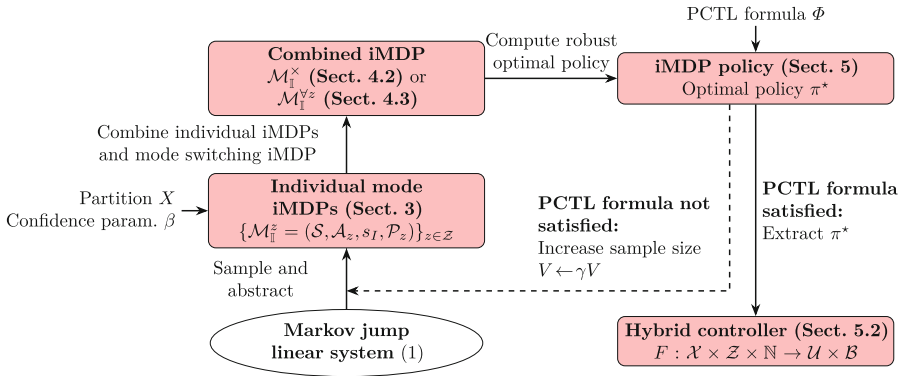 PCTL formula Φ
Combined iMDP
ℳ_𝕀^× (Sect. 4.2) or
ℳ_𝕀^{∀z} (Sect. 4.3)
Compute robust
optimal policy
iMDP policy (Sect. 5)
Optimal policy π*
Combine individual iMDPs
and mode switching iMDP
Partition X
Confidence param. β
Individual mode
iMDPs (Sect. 3)
{ℳ_𝕀^z = (𝒮, 𝒜_z, s_I, 𝒫_z)}_{z∈𝒵}
PCTL formula not
satisfied:
Increase sample size
V ← γV
PCTL formula
satisfied:
Extract π*
Sample and
abstract
Markov jump
linear system (1)
Hybrid controller (Sect. 5.2)
F : 𝒳 × 𝒵 × ℕ → 𝒰 × ℬ